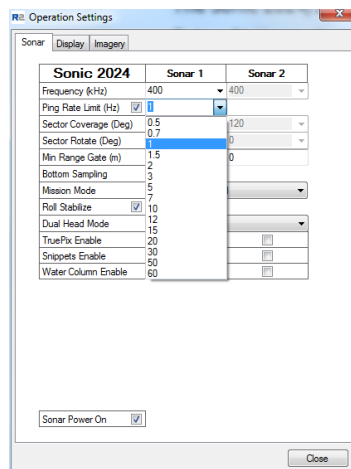 R2 Operation Settings
Sonar Display Imagery
Sonic 2024 Sonar 1 Sonar 2
Frequency (kHz) 400 400
Ping Rate Limit (Hz) 1
Sector Coverage (Deg) 0.5 120
0.7
Sector Rotate (Deg) 1 0
Min Range Gate (m) 1.5 0
2
Bottom Sampling 3
Mission Mode 5
7
Roll Stabilize 10
Dual Head Mode 12
15
TruePix Enable 20
Snippets Enable 30
50
Water Column Enable 60
Sonar Power On
Close